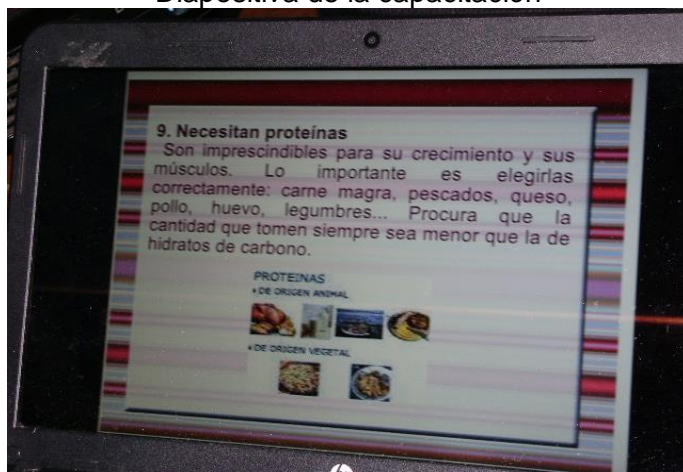 Diapositiva de la capacitación
9. Necesitan proteínas
Son imprescindibles para su crecimiento y sus
músculos. Lo importante es elegirlas
correctamente: carne magra, pescados, queso,
pollo, huevo, legumbres... Procura que la
cantidad que tomen siempre sea menor que la de
hidratos de carbono.
PROTEINAS
• DE ORIGEN ANIMAL
• DE ORIGEN VEGETAL
hp